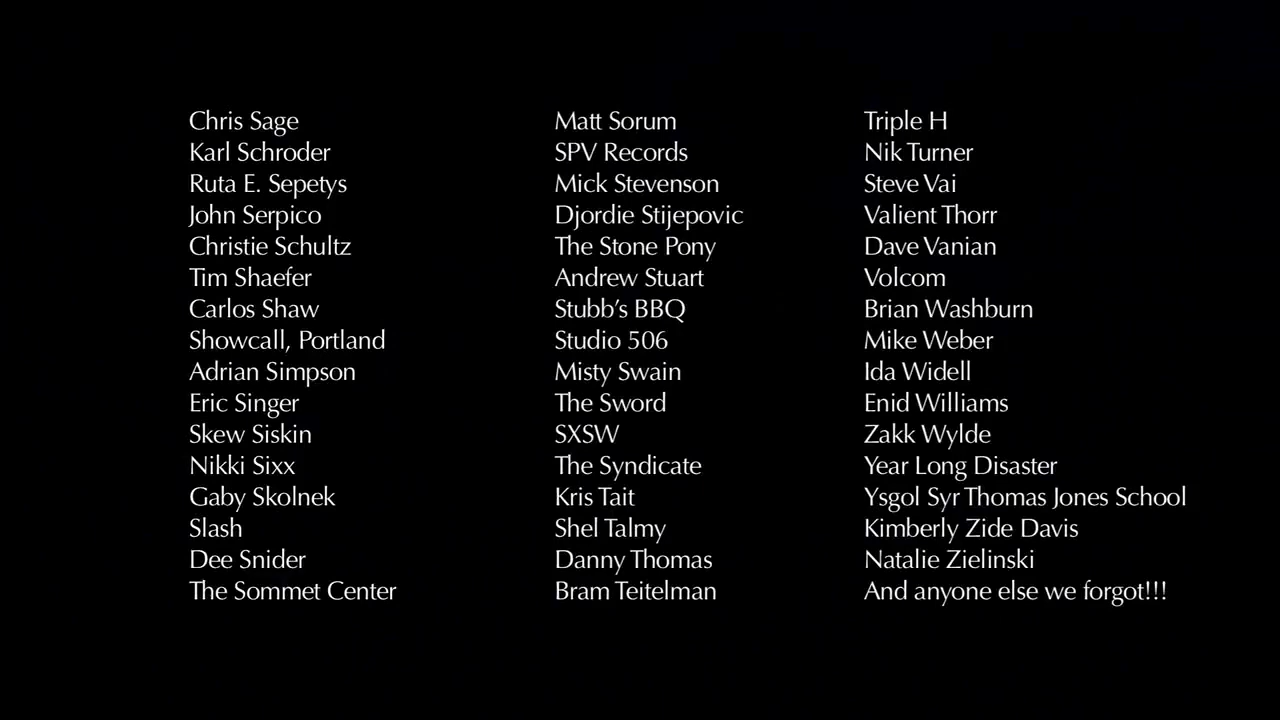 Chris Sage
Karl Schroder
Ruta E. Sepetys
John Serpico
Christie Schultz
Tim Shaefer
Carlos Shaw
Showcall, Portland
Adrian Simpson
Eric Singer
Skew Siskin
Nikki Sixx
Gaby Skolnek
Slash
Dee Snider
The Sommet Center
Matt Sorum
SPV Records
Mick Stevenson
Djordie Stijepovic
The Stone Pony
Andrew Stuart
Stubb's BBQ
Studio 506
Misty Swain
The Sword
SXSW
The Syndicate
Kris Tait
Shel Talmy
Danny Thomas
Bram Teitelman
Triple H
Nik Turner
Steve Vai
Valient Thorr
Dave Vanian
Volcom
Brian Washburn
Mike Weber
Ida Widell
Enid Williams
Zakk Wylde
Year Long Disaster
Ysgol Syr Thomas Jones School
Kimberly Zide Davis
Natalie Zielinski
And anyone else we forgot!!!